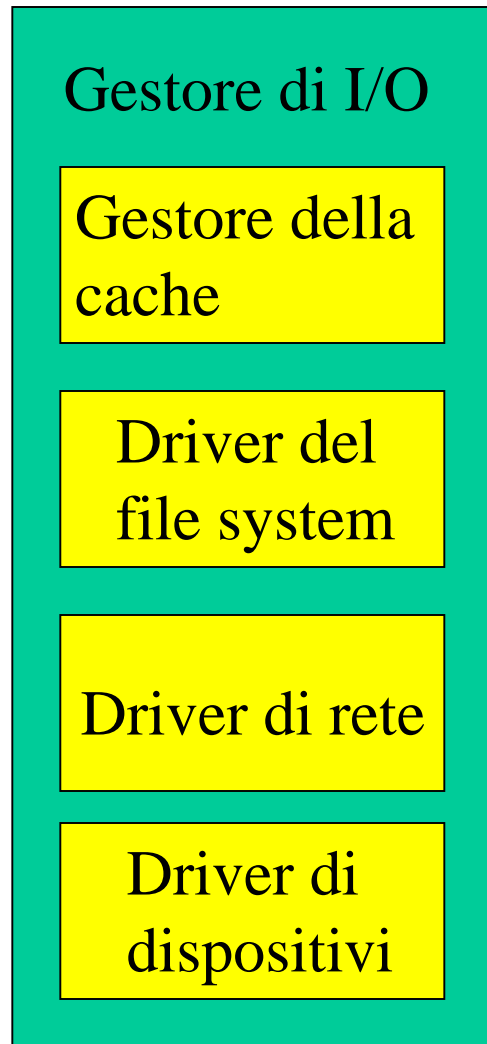 Gestore di I/O
Gestore della
cache
Driver del
file system
Driver di rete
Driver di
dispositivi